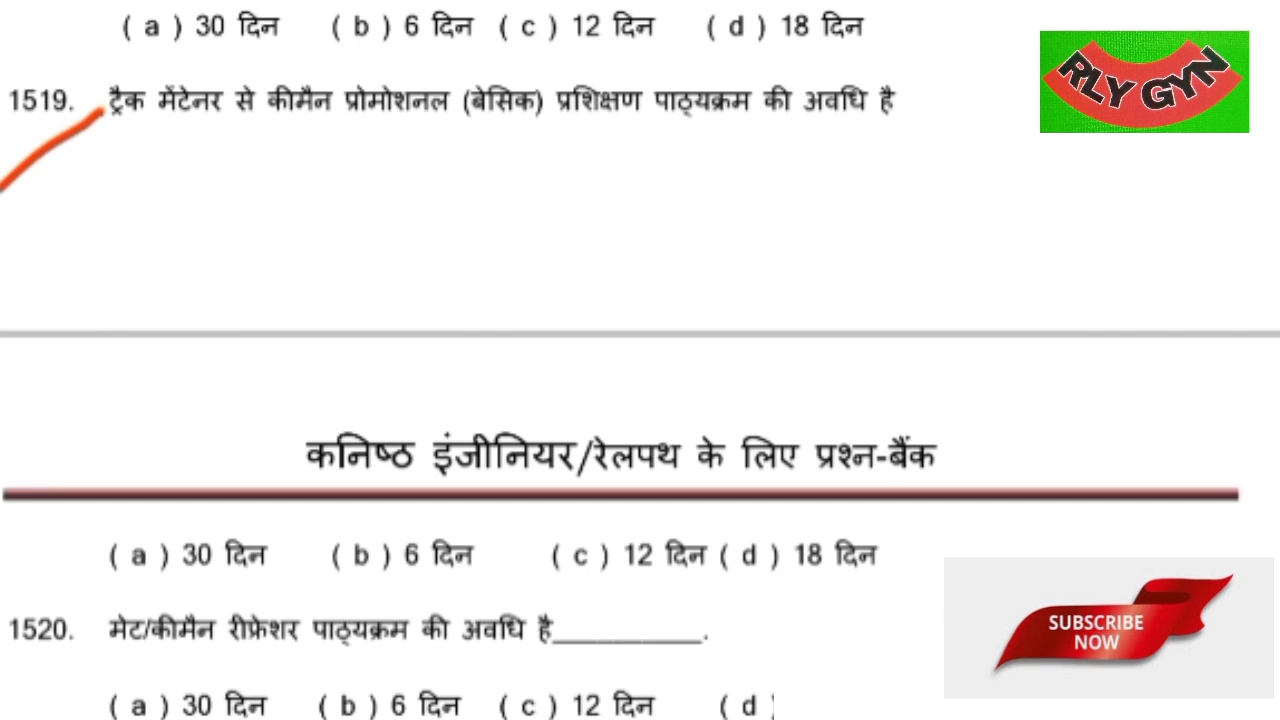 ( a ) 30 दिन ( b ) 6 दिन ( c ) 12 दिन ( d ) 18 दिन
RLY GYN
1519. ट्रैक मेंटेनर से कीमैन प्रोमोशनल (बेसिक) प्रशिक्षण पाठ्यक्रम की अवधि है
कनिष्ठ इंजीनियर/रेलपथ के लिए प्रश्न-बैंक
( a ) 30 दिन ( b ) 6 दिन ( c ) 12 दिन ( d ) 18 दिन
1520. मेट/कीमैन रीफ्रेशर पाठ्यक्रम की अवधि है___________.
SUBSCRIBE
NOW
( a ) 30 दिन ( b ) 6 दिन ( c ) 12 दिन ( d )